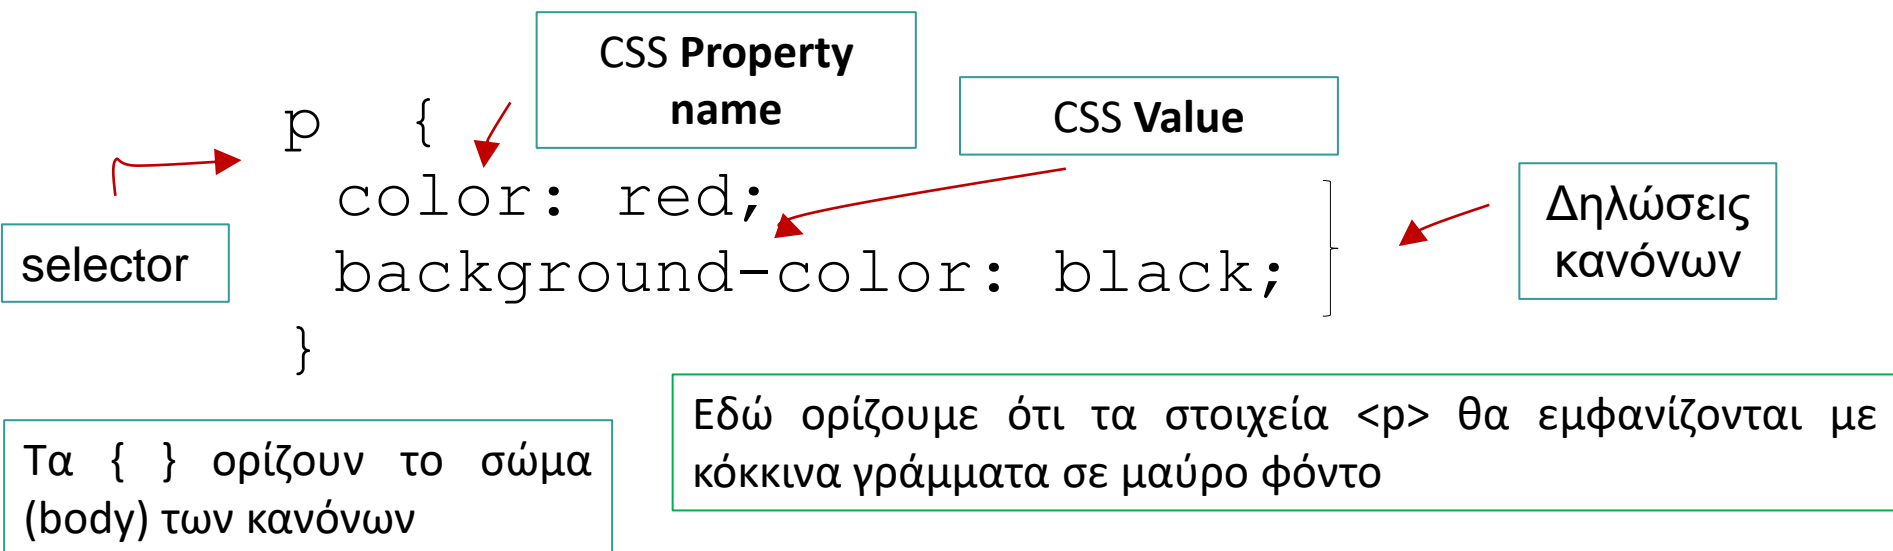 CSS Property
name
CSS Value
p {
color: red;
background-color: black;
}
selector
Δηλώσεις
κανόνων
Τα { } ορίζουν το σώμα
(body) των κανόνων
Εδώ ορίζουμε ότι τα στοιχεία <p> θα εμφανίζονται με
κόκκινα γράμματα σε μαύρο φόντο